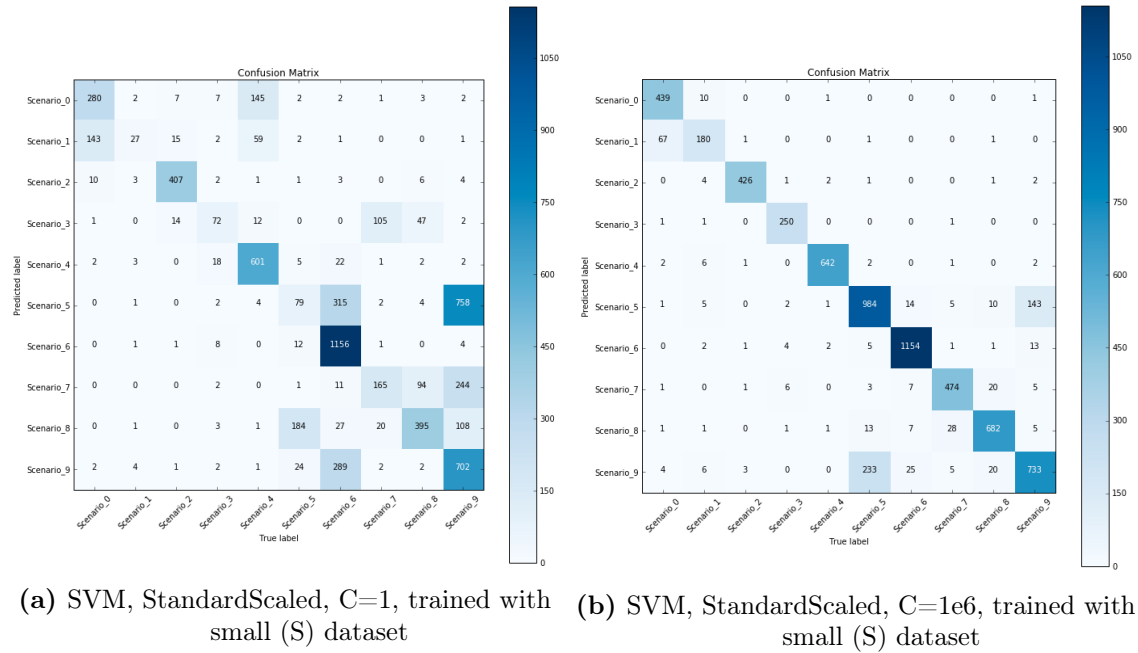 Confusion Matrix
Scenario_0 280 2 7 7 145 2 2 1 3 2
Scenario_1 143 27 15 2 59 2 1 0 0 1
Scenario_2 10 3 407 2 1 1 3 0 6 4
Scenario_3 1 0 14 72 12 0 0 105 47 2
Scenario_4 2 3 0 18 601 5 22 1 2 2
Scenario_5 0 1 0 2 4 79 315 2 4 758
Scenario_6 0 1 1 8 0 12 1156 1 0 4
Scenario_7 0 0 0 2 0 1 11 165 94 244
Scenario_8 0 1 0 3 1 184 27 20 395 108
Scenario_9 2 4 1 2 1 24 289 2 2 702
Scenario_0 Scenario_1 Scenario_2 Scenario_3 Scenario_4 Scenario_5 Scenario_6 Scenario_7 Scenario_8 Scenario_9
True label
Predicted label
1050
900
750
600
450
300
150
0
(a) SVM, StandardScaled, C=1, trained with
small (S) dataset
Confusion Matrix
Scenario_0 439 10 0 0 1 0 0 0 0 1
Scenario_1 67 180 1 0 0 1 0 0 1 0
Scenario_2 0 4 426 1 2 1 0 0 1 2
Scenario_3 1 1 0 250 0 0 0 1 0 0
Scenario_4 2 6 1 0 642 2 0 1 0 2
Scenario_5 1 5 0 2 1 984 14 5 10 143
Scenario_6 0 2 1 4 2 5 1154 1 1 13
Scenario_7 1 0 1 6 0 3 7 474 20 5
Scenario_8 1 1 0 1 1 13 7 28 682 5
Scenario_9 4 6 3 0 0 233 25 5 20 733
Scenario_0 Scenario_1 Scenario_2 Scenario_3 Scenario_4 Scenario_5 Scenario_6 Scenario_7 Scenario_8 Scenario_9
True label
Predicted label
1050
900
750
600
450
300
150
0
(b) SVM, StandardScaled, C=1e6, trained with
small (S) dataset